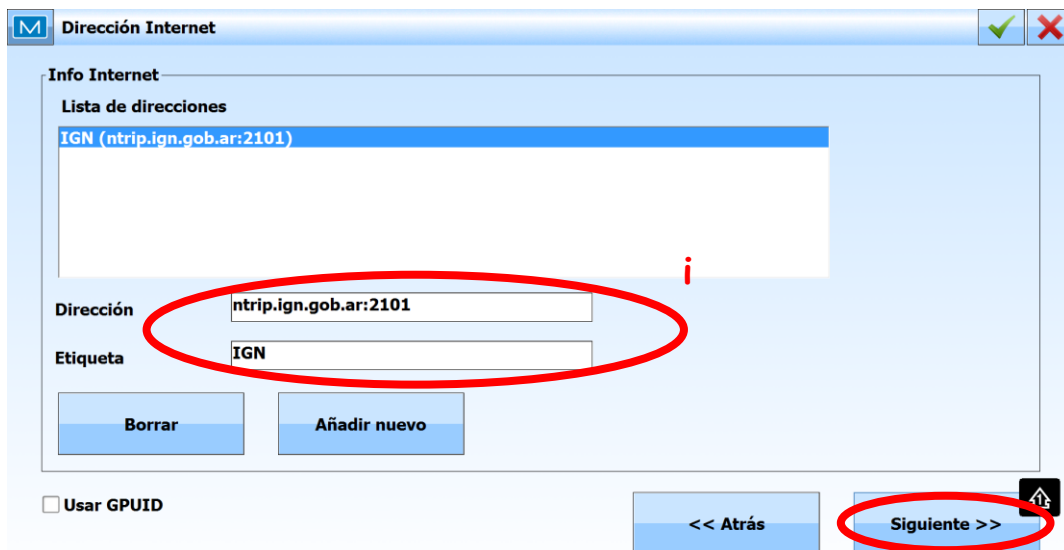 Dirección Internet
Info Internet
Lista de direcciones
IGN (ntrip.ign.gob.ar:2101)
i
Dirección
ntrip.ign.gob.ar:2101
Etiqueta
IGN
Borrar
Añadir nuevo
Usar GPUID
<< Atrás
Siguiente >>